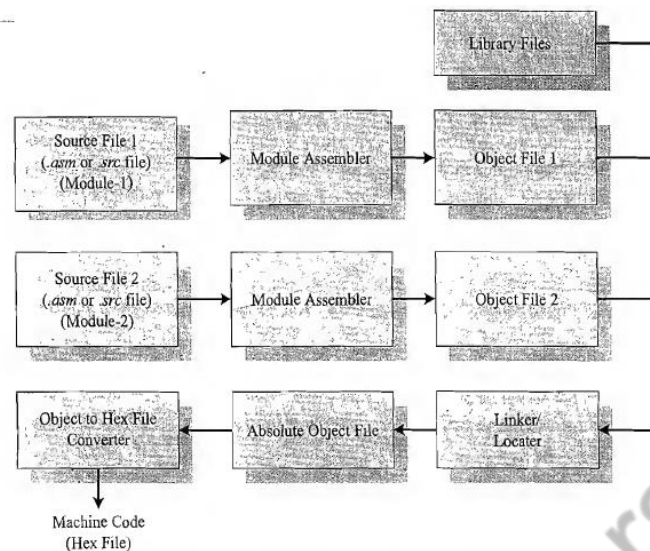 Library Files
Source File 1
(.asm or .src file)
(Module-1)
Module Assembler
Object File 1
Source File 2
(.asm or .src file)
(Module-2)
Module Assembler
Object File 2
Object to Hex File
Converter
Absolute Object File
Linker/
Locater
Machine Code
(Hex File)